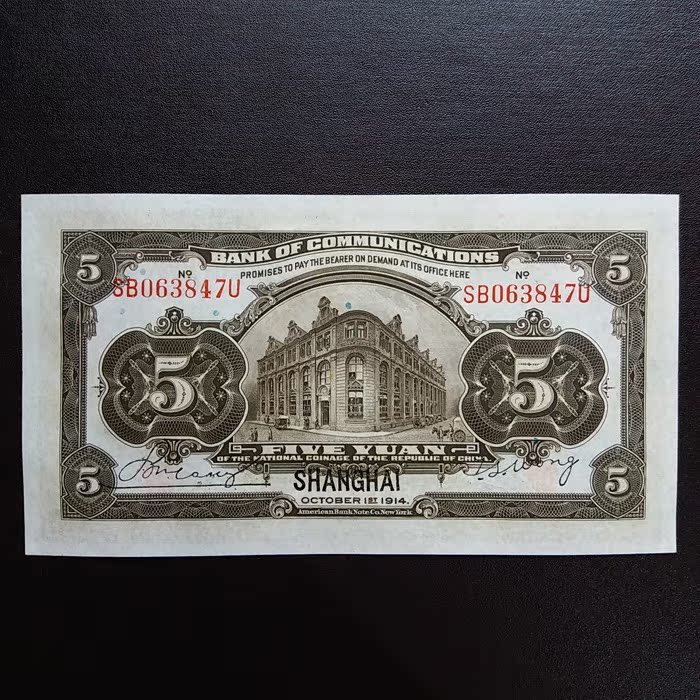 BANK OF COMMUNICATIONS
PROMISES TO PAY THE BEARER ON DEMAND AT ITS OFFICE HERE
5 Nº Nº 5
SB063847U SB063847U
5 5
FIVE YUAN
OF THE NATIONAL COINAGE OF THE REPUBLIC OF CHINA
5 SHANGHAI 5
OCTOBER 1ST 1914.
American Bank Note Co. New York